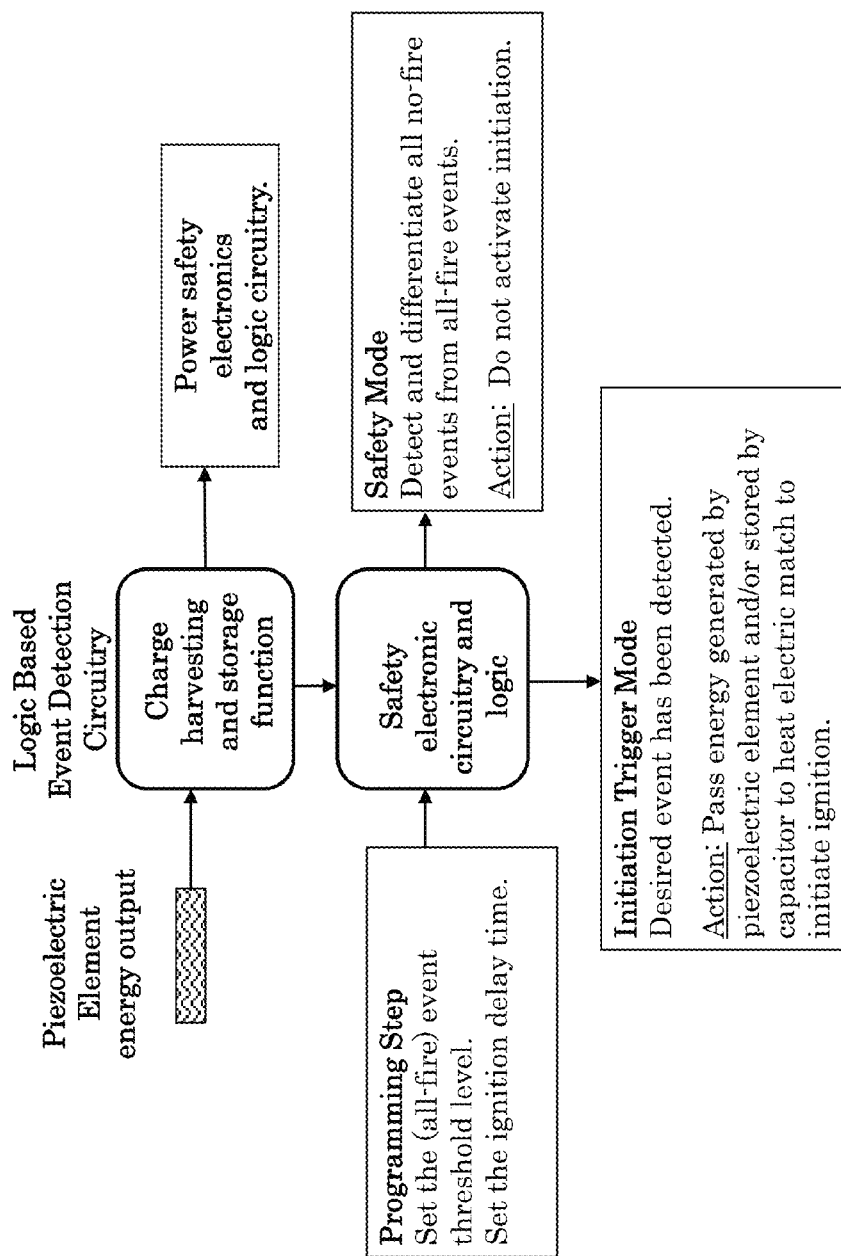 Piezoelectric
Element
energy output
Logic Based
Event Detection
Circuitry
Charge
harvesting
and storage
function
Power safety
electronics
and logic circuitry.
Programming Step
Set the (all-fire) event
threshold level.
Set the ignition delay time.
Safety
electronic
circuitry and
logic
Safety Mode
Detect and differentiate all no-fire
events from all-fire events.
Action: Do not activate initiation.
Initiation Trigger Mode
Desired event has been detected.
Action: Pass energy generated by
piezoelectric element and/or stored by
capacitor to heat electric match to
initiate ignition.